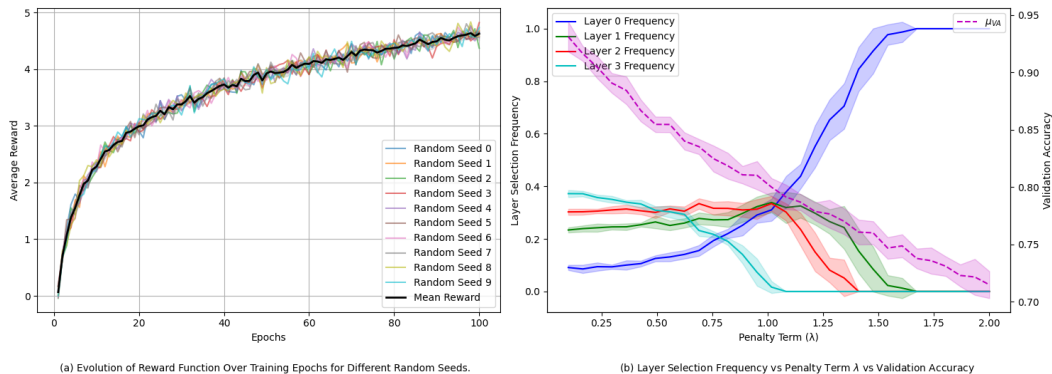 5
4
3
2
1
0
Average Reward
0
20
40
60
80
100
Epochs
Random Seed 0
Random Seed 1
Random Seed 2
Random Seed 3
Random Seed 4
Random Seed 5
Random Seed 6
Random Seed 7
Random Seed 8
Random Seed 9
Mean Reward
(a) Evolution of Reward Function Over Training Epochs for Different Random Seeds.
1.0
0.8
0.6
0.4
0.2
0.0
Layer Selection Frequency
Layer 0 Frequency
Layer 1 Frequency
Layer 2 Frequency
Layer 3 Frequency
μVA
0.25
0.50
0.75
1.00
1.25
1.50
1.75
2.00
Penalty Term (λ)
0.95
0.90
0.85
0.80
0.75
0.70
Validation Accuracy
(b) Layer Selection Frequency vs Penalty Term λ vs Validation Accuracy